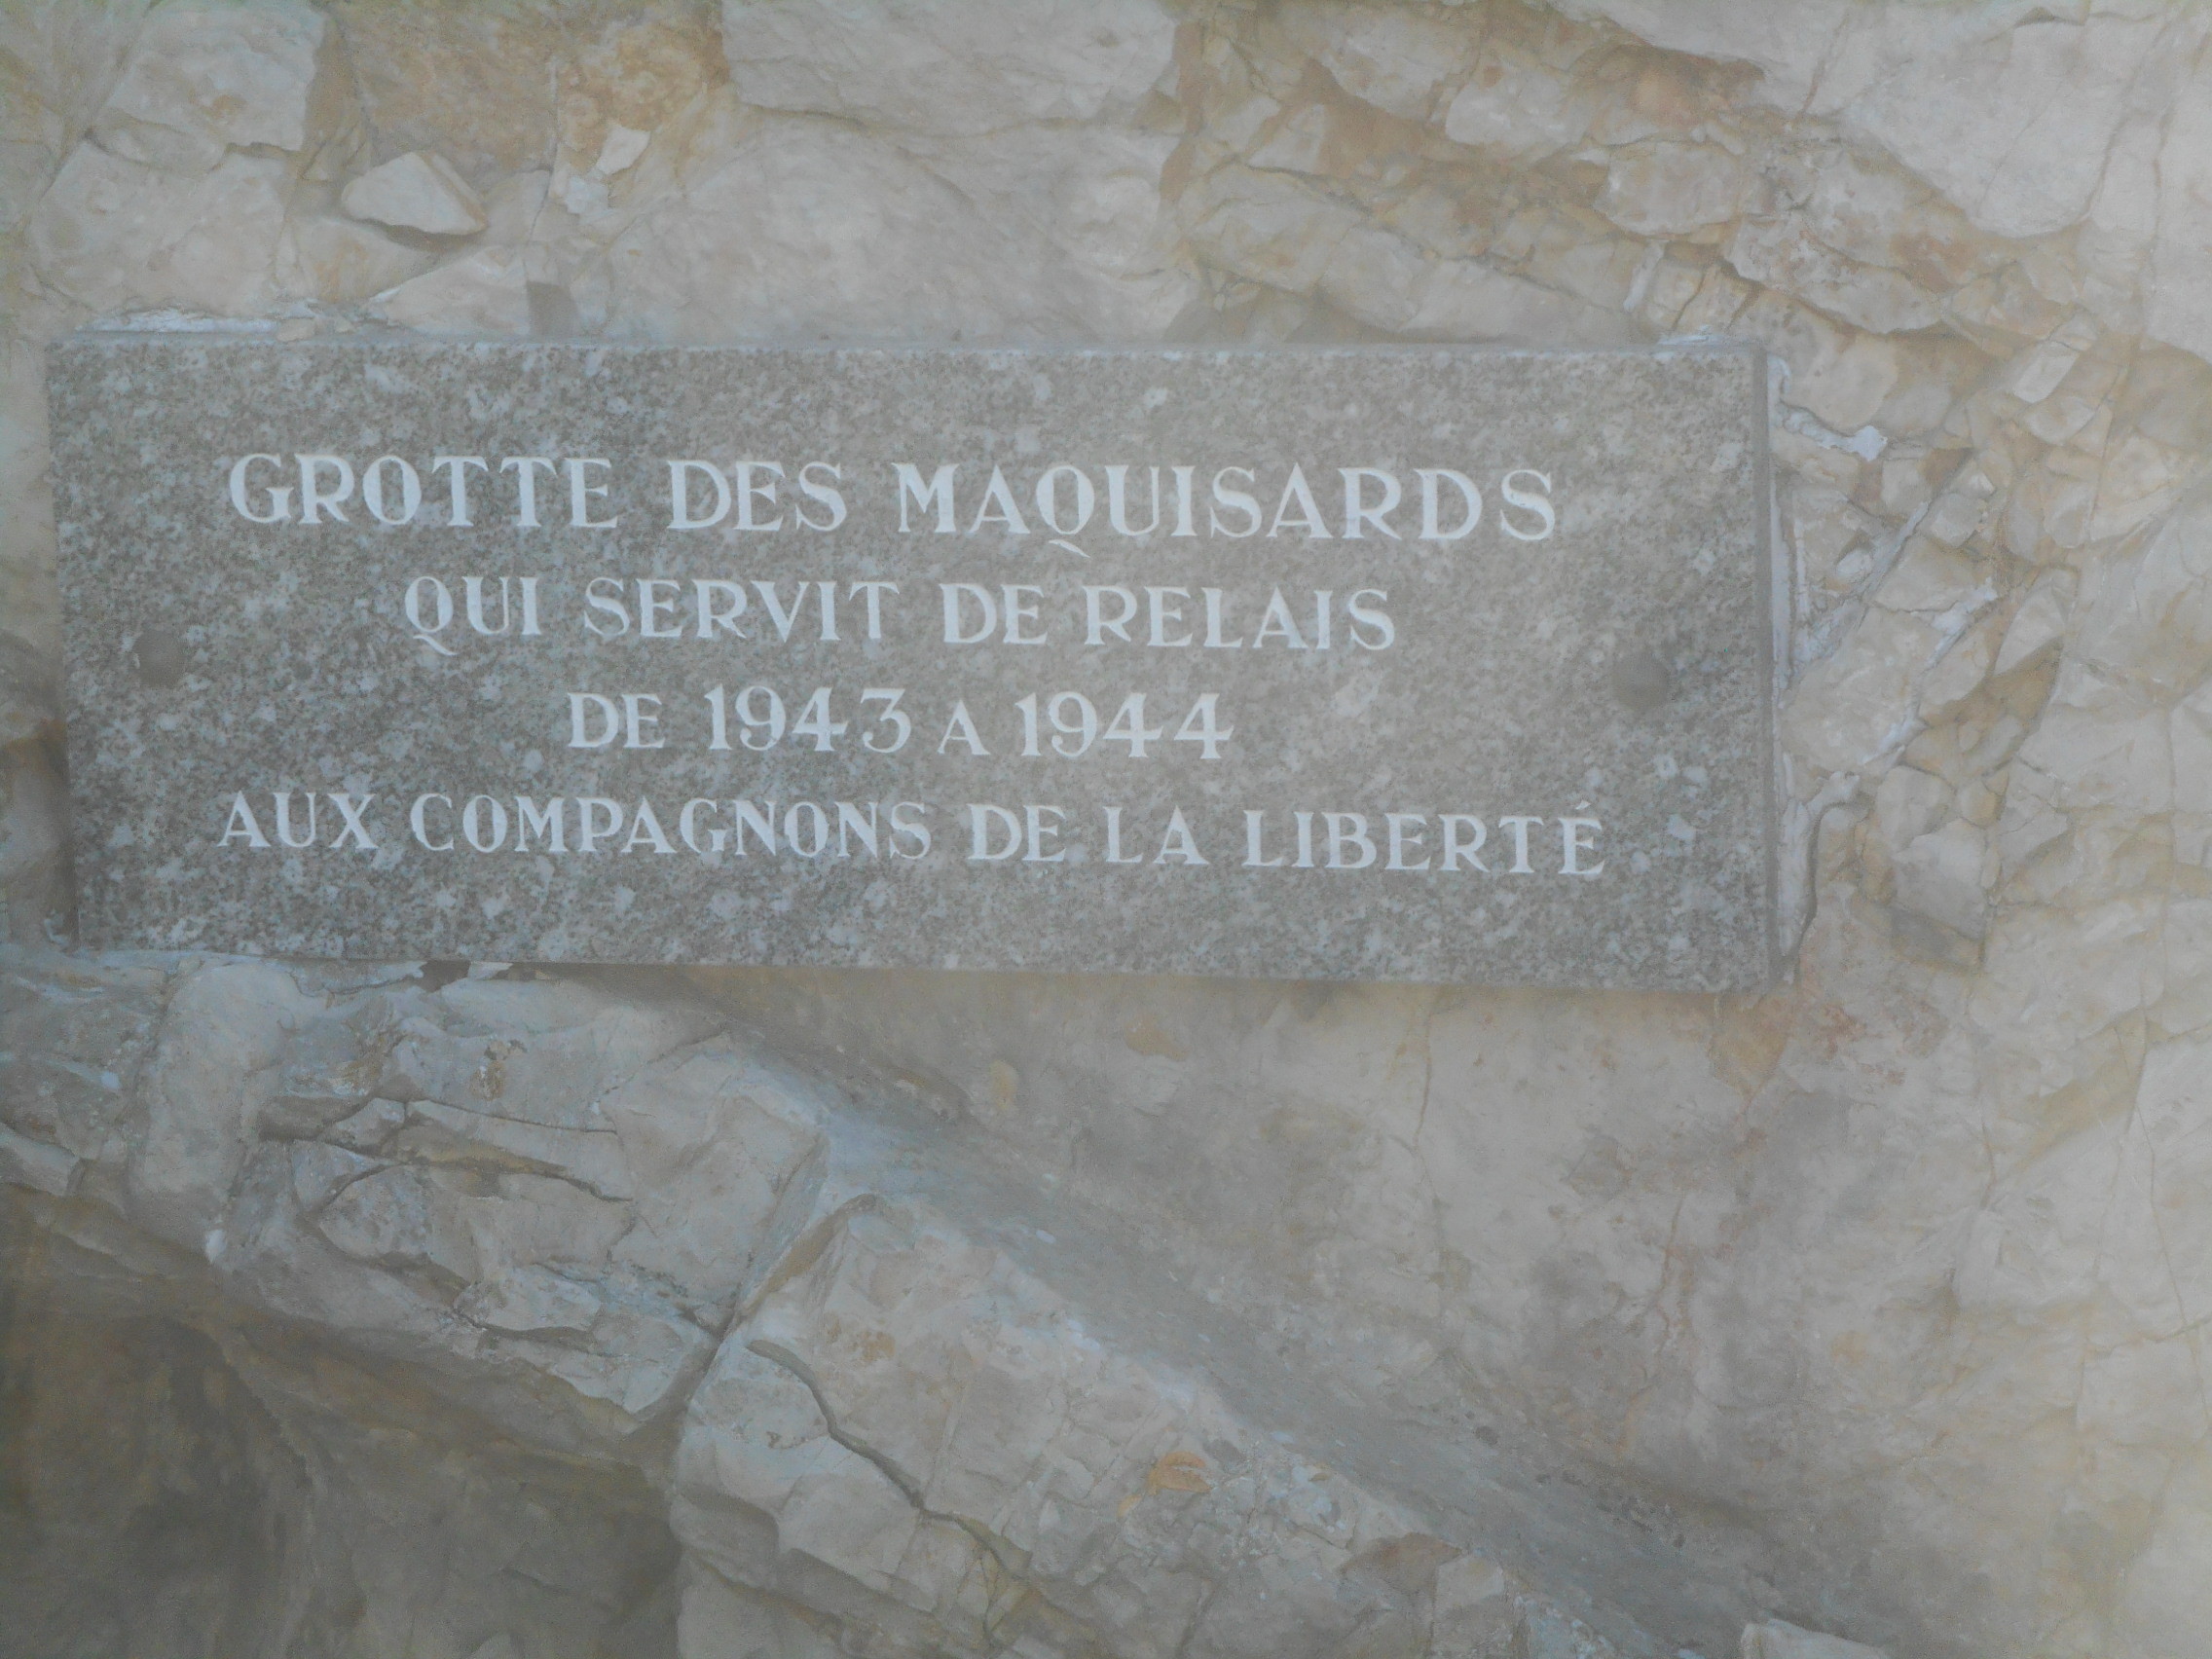 GROTTE DES MAQUISARDS
QUI SERVIT DE RELAIS
DE 1943 A 1944
AUX COMPAGNONS DE LA LIBERTÉ